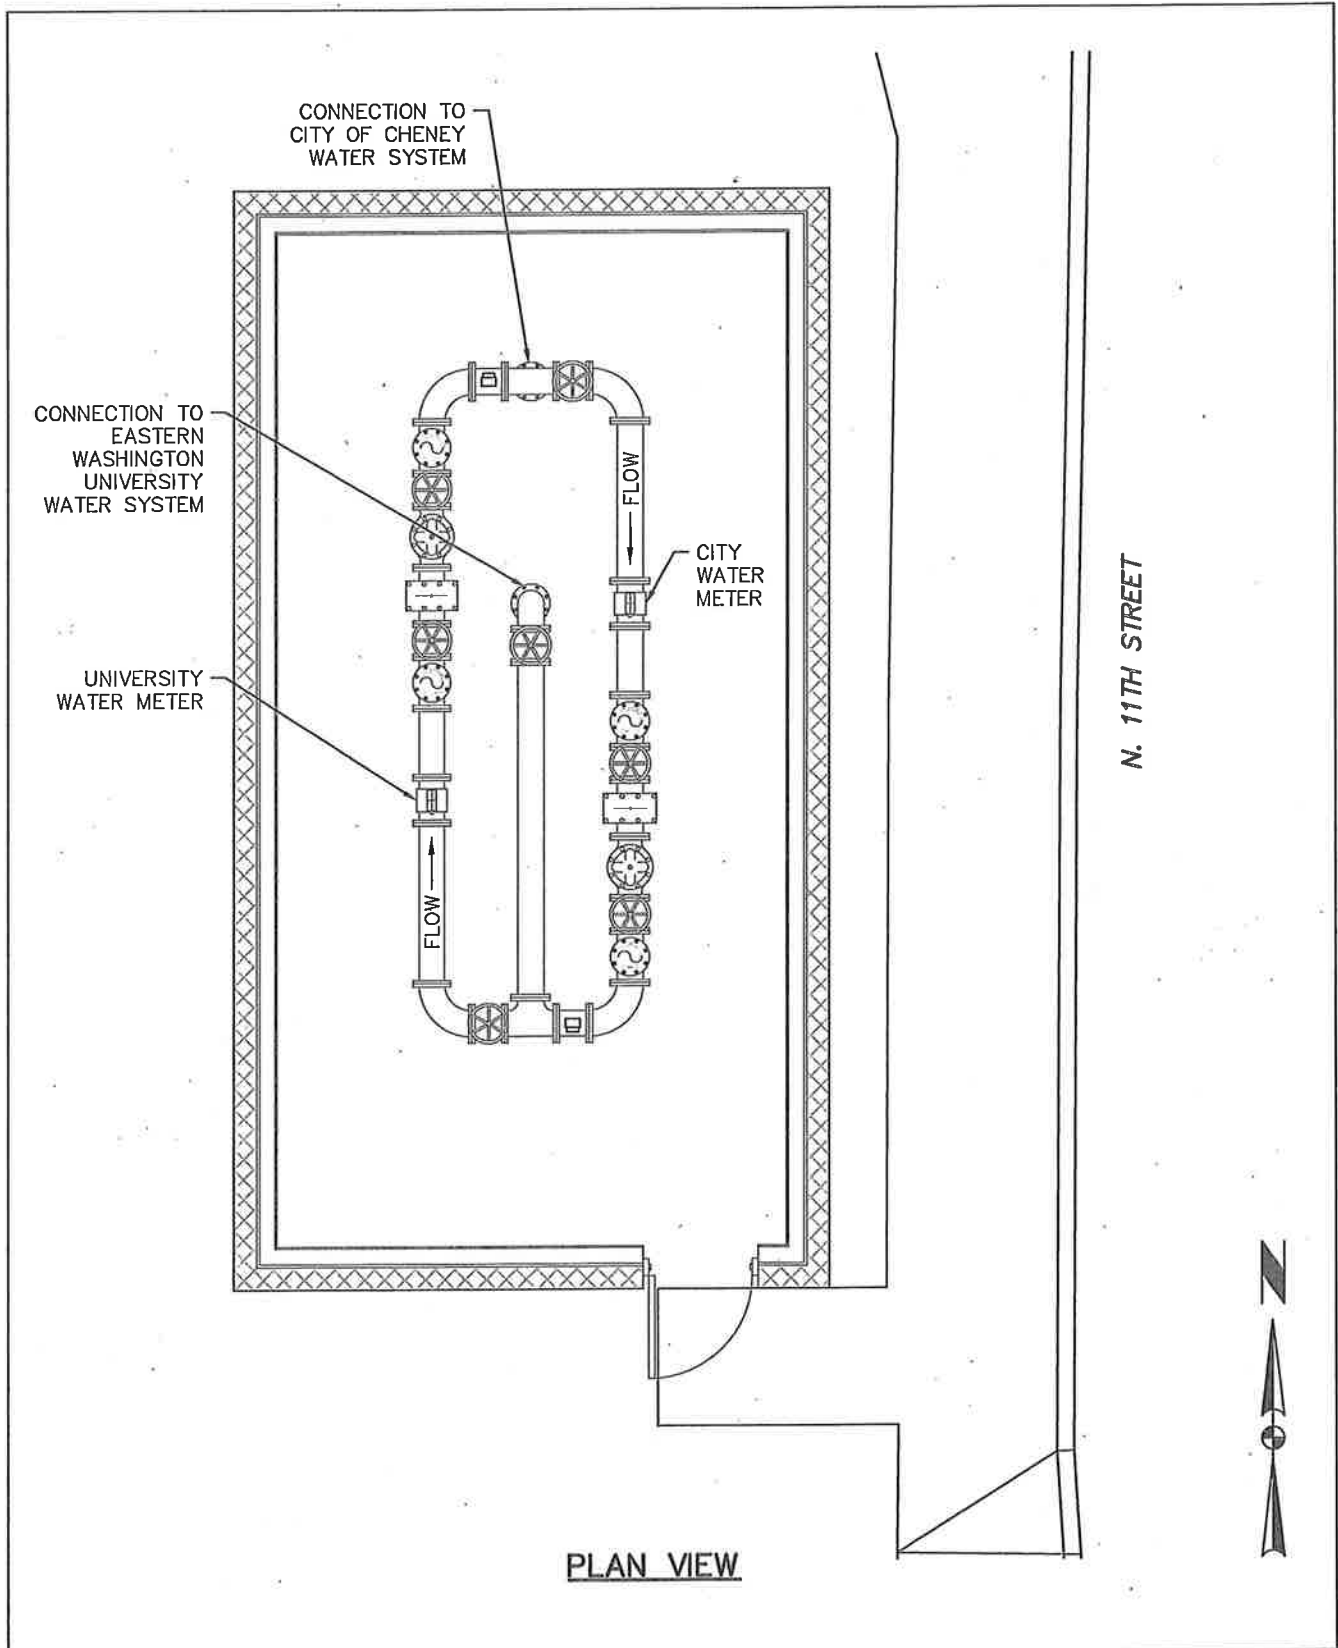 CONNECTION TO
CITY OF CHENEY
WATER SYSTEM
CONNECTION TO
EASTERN
WASHINGTON
UNIVERSITY
WATER SYSTEM
FLOW
CITY
WATER
METER
UNIVERSITY
WATER METER
FLOW
N. 11TH STREET
N
PLAN VIEW